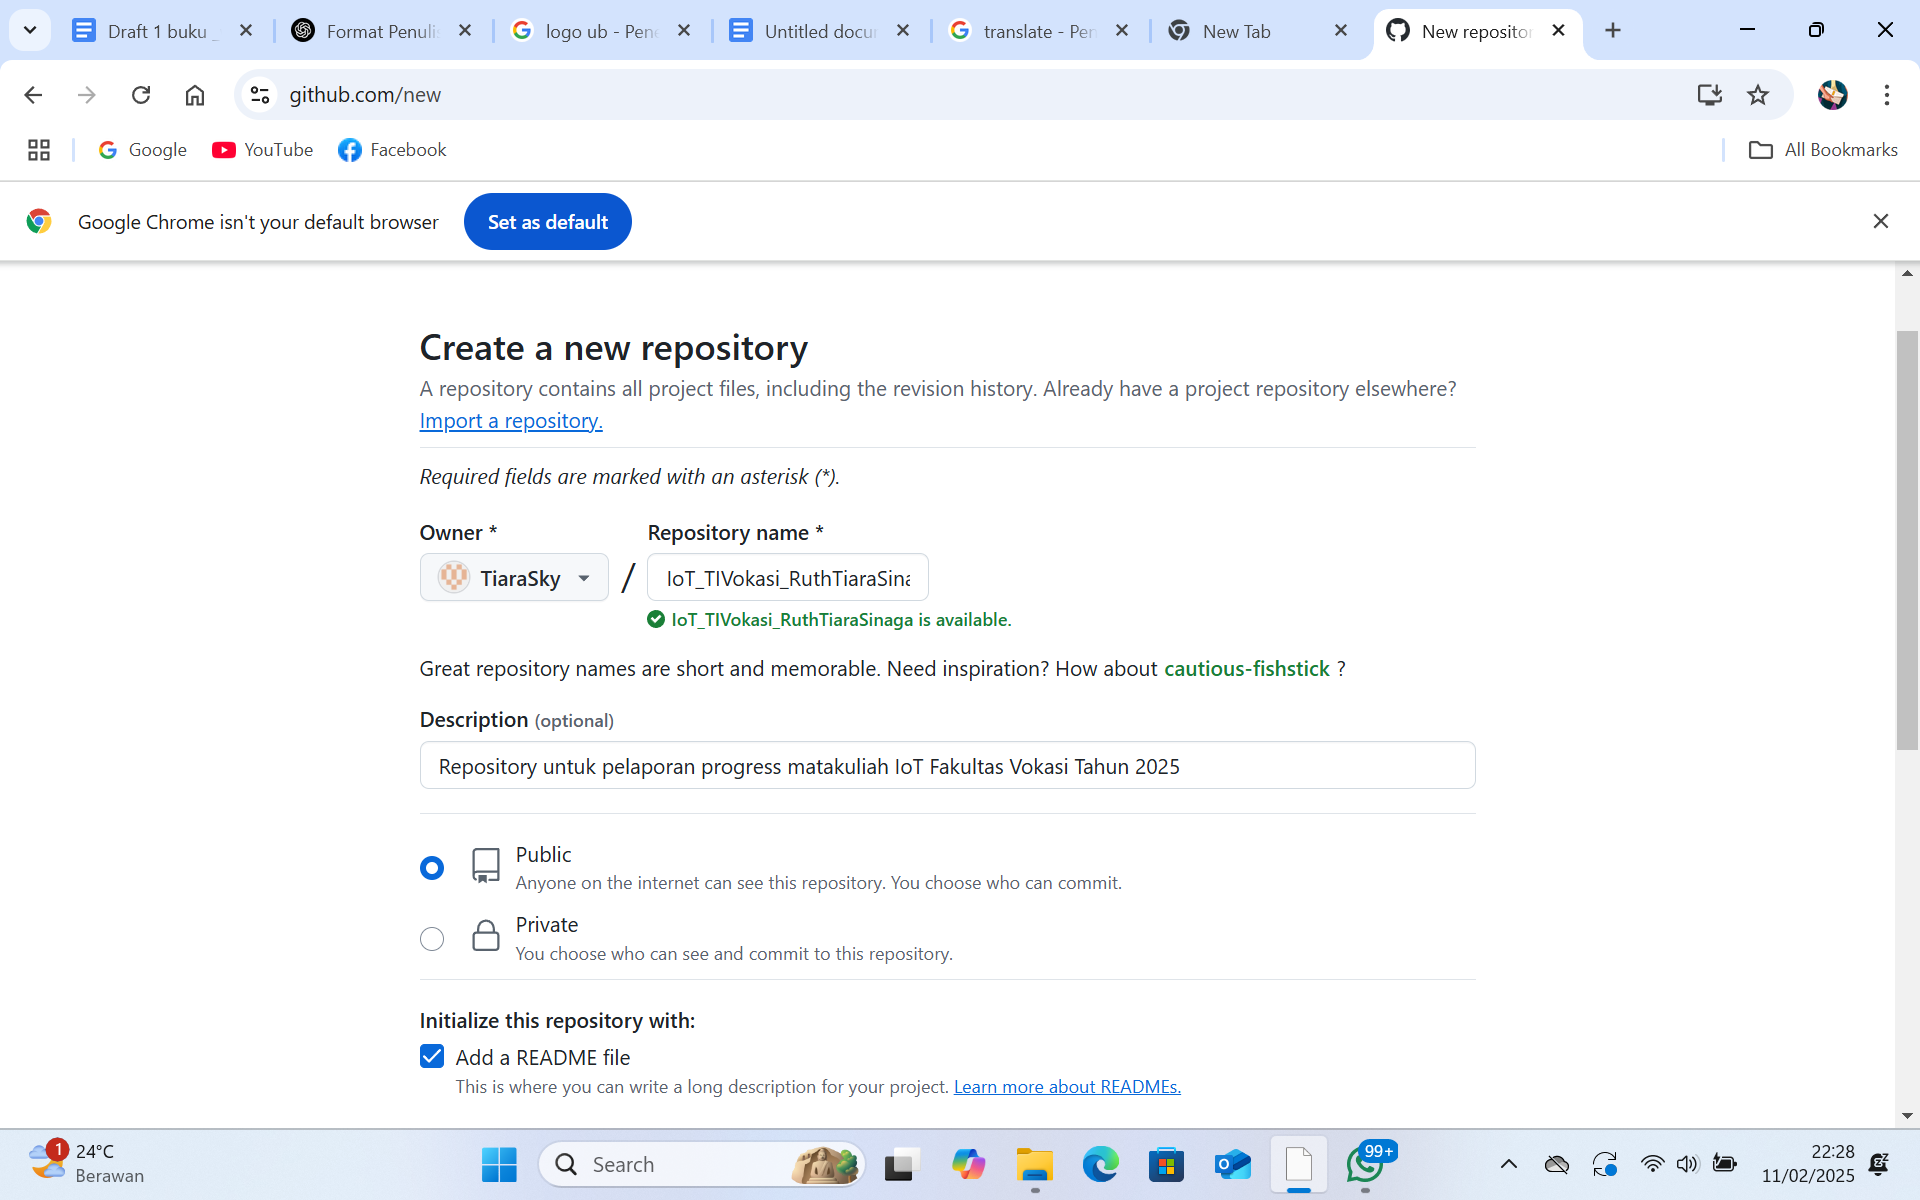 Draft 1 buku _
Format Penulis
logo ub - Pene
Untitled docum
translate - Pen
New Tab
New repositor
github.com/new
Google
YouTube
Facebook
All Bookmarks
Google Chrome isn't your default browser
Set as default
Create a new repository
A repository contains all project files, including the revision history. Already have a project repository elsewhere?
Import a repository.
Required fields are marked with an asterisk (*).
Owner *
Repository name *
TiaraSky
/
IoT_TIVokasi_RuthTiaraSina
IoT_TIVokasi_RuthTiaraSinaga is available.
Great repository names are short and memorable. Need inspiration? How about cautious-fishstick ?
Description (optional)
Repository untuk pelaporan progress matakuliah IoT Fakultas Vokasi Tahun 2025
Public
Anyone on the internet can see this repository. You choose who can commit.
Private
You choose who can see and commit to this repository.
Initialize this repository with:
Add a README file
This is where you can write a long description for your project. Learn more about READMEs.
1
24°C
Berawan
Search
99+
22:28
11/02/2025